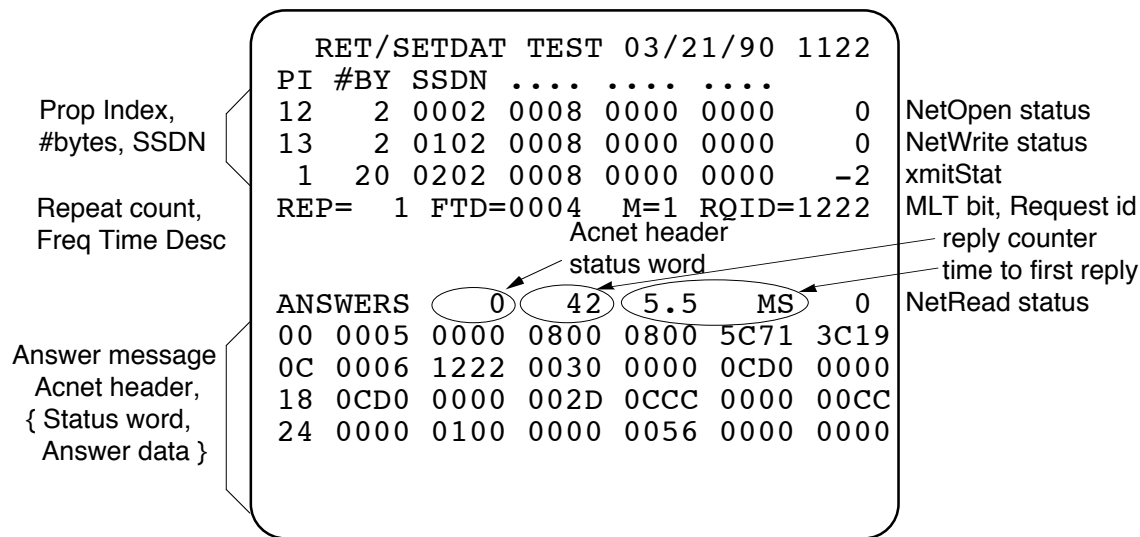 RET/SETDAT TEST 03/21/90 1122
PI #BY SSDN .... .... ....
Prop Index, 12 2 0002 0008 0000 0000 0 NetOpen status
#bytes, SSDN 13 2 0102 0008 0000 0000 0 NetWrite status
1 20 0202 0008 0000 0000 -2 xmitStat
Repeat count, REP= 1 FTD=0004 M=1 RQID=1222 MLT bit, Request id
Freq Time Desc Acnet header reply counter
status word time to first reply
ANSWERS 0 42 5.5 MS 0 NetRead status
00 0005 0000 0800 0800 5C71 3C19
Answer message 0C 0006 1222 0030 0000 0CD0 0000
Acnet header, 18 0CD0 0000 002D 0CCC 0000 00CC
{ Status word, 24 0000 0100 0000 0056 0000 0000
Answer data }